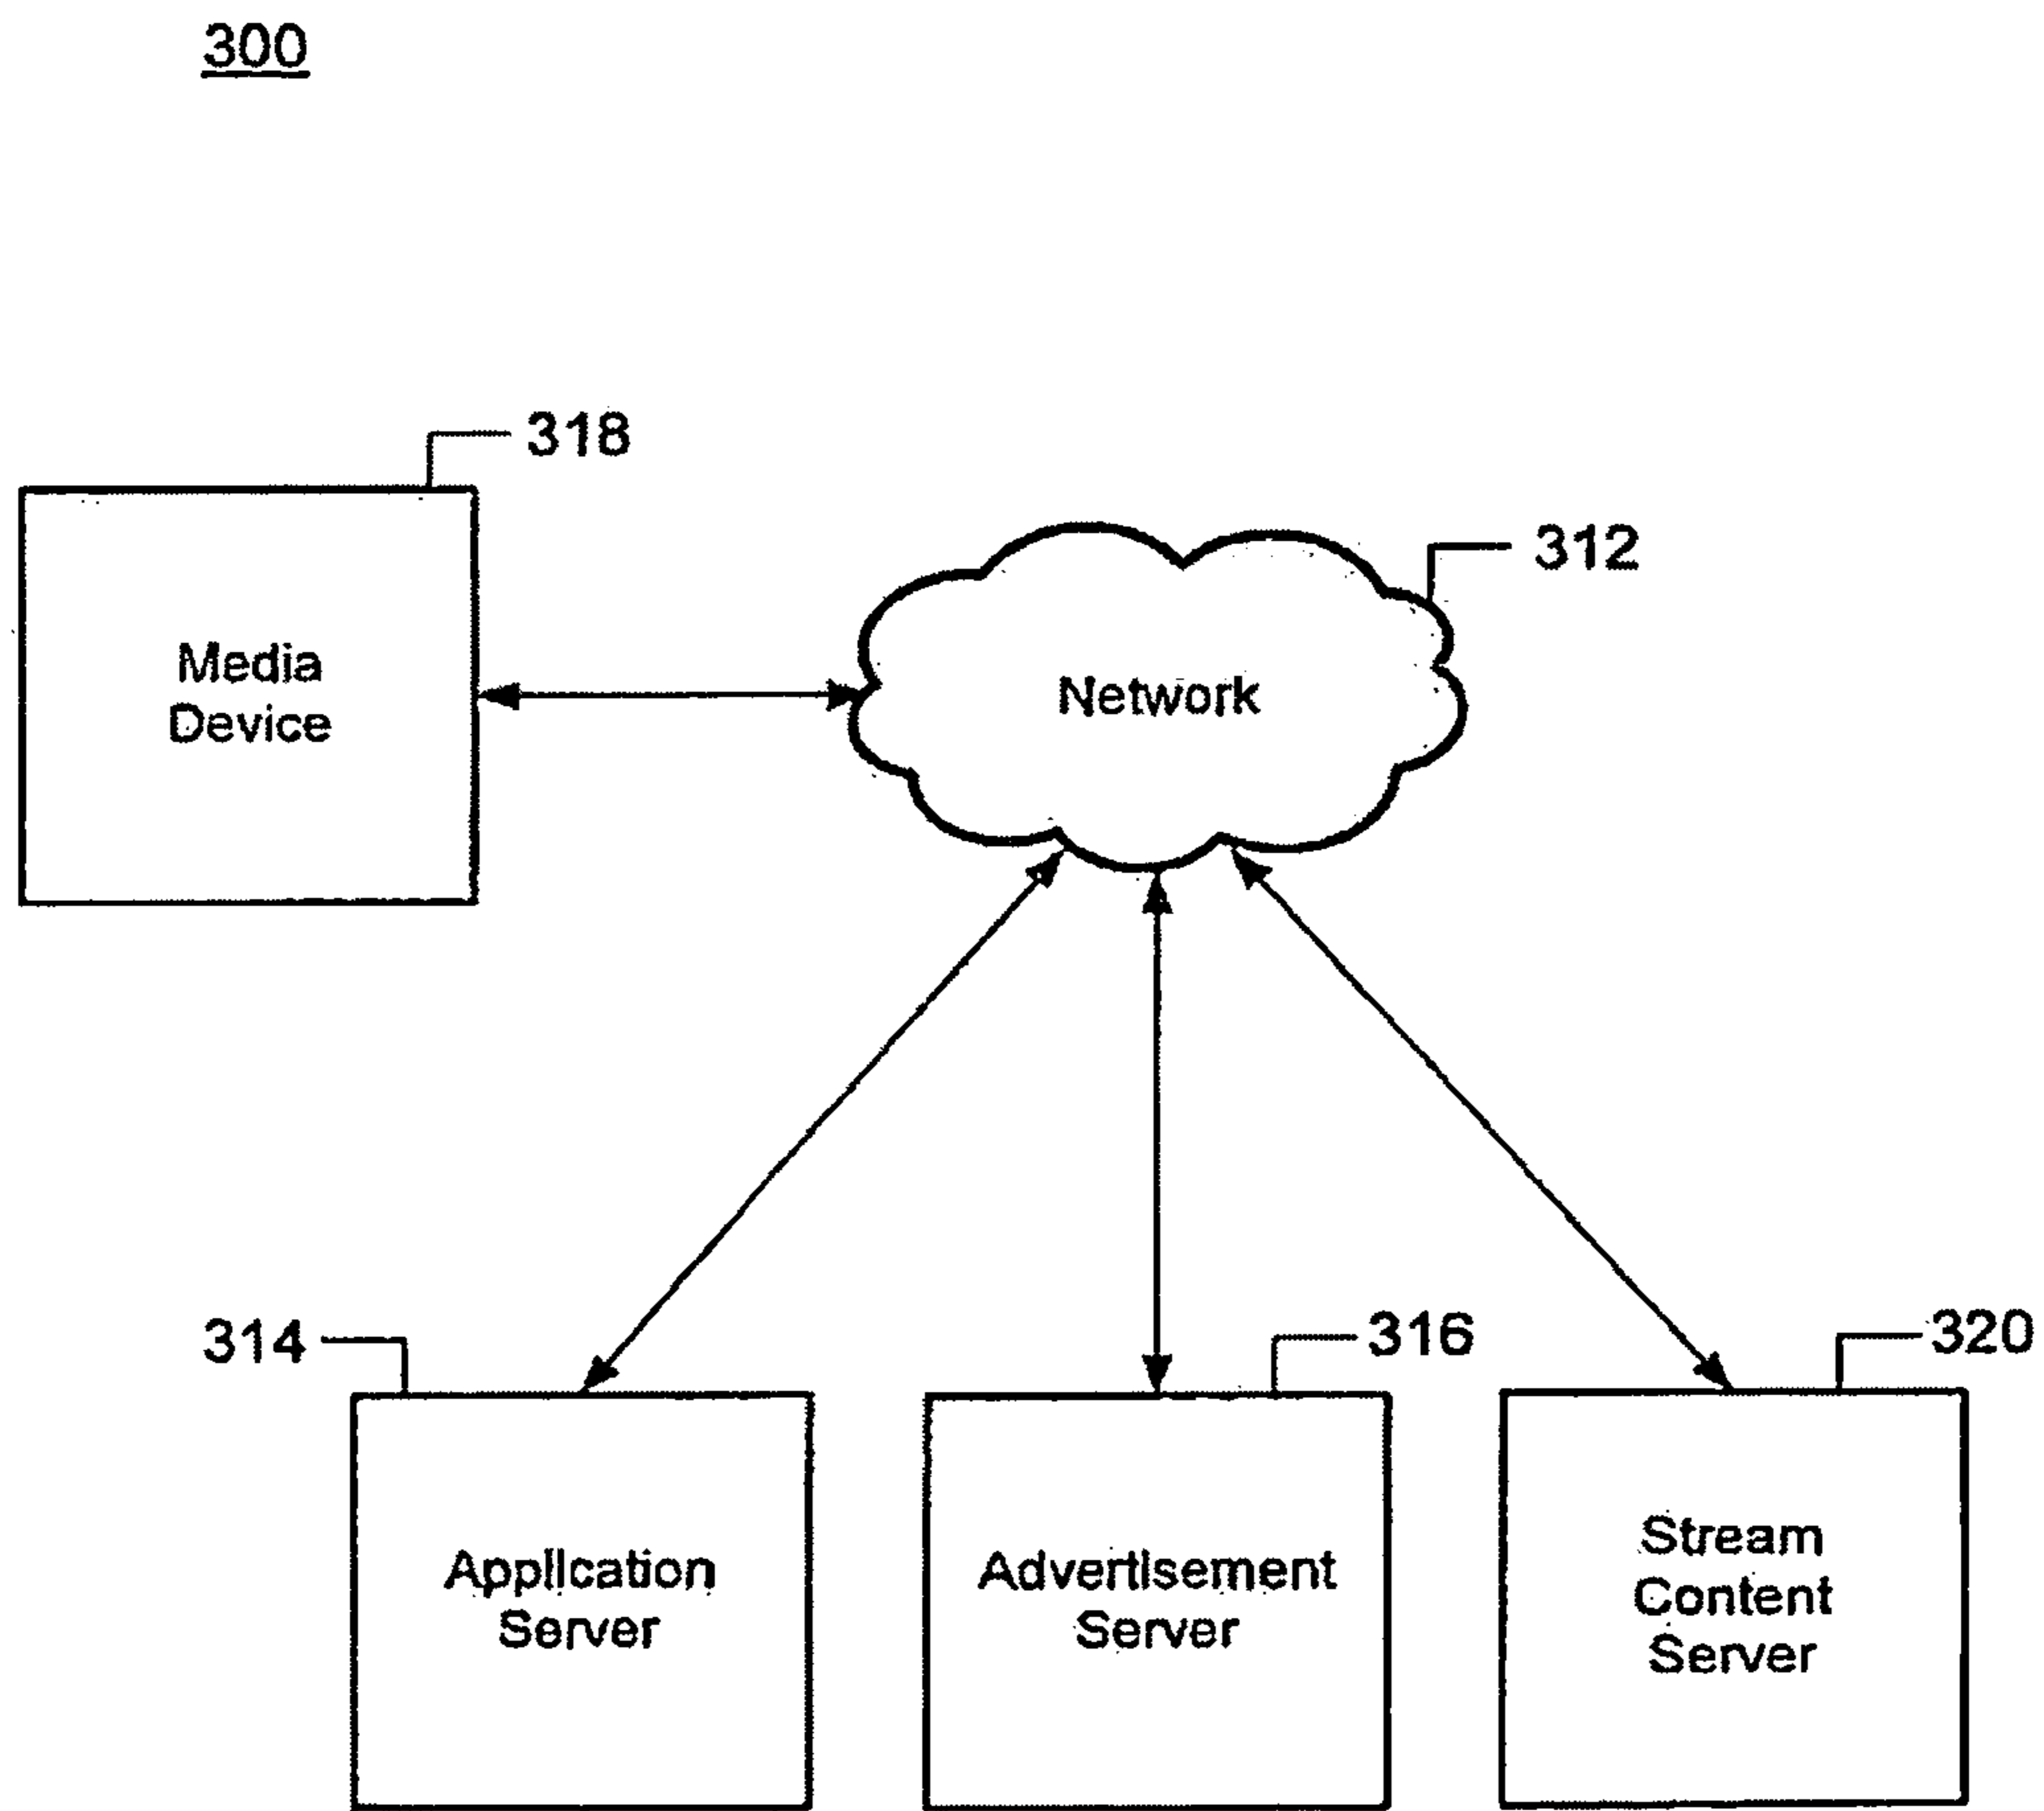 300
318
312
Media
Device
Network
314
316
320
Application
Server
Advertisement
Server
Stream
Content
Server